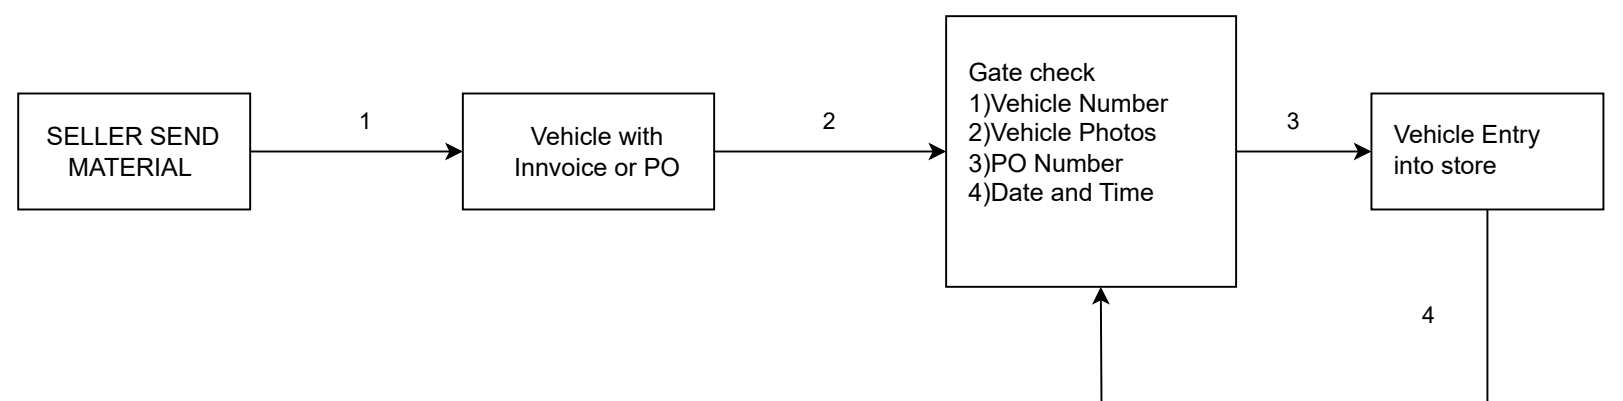 SELLER SEND
MATERIAL
1
Vehicle with
Innvoice or PO
2
Gate check
1)Vehicle Number
2)Vehicle Photos
3)PO Number
4)Date and Time
3
Vehicle Entry
into store
4